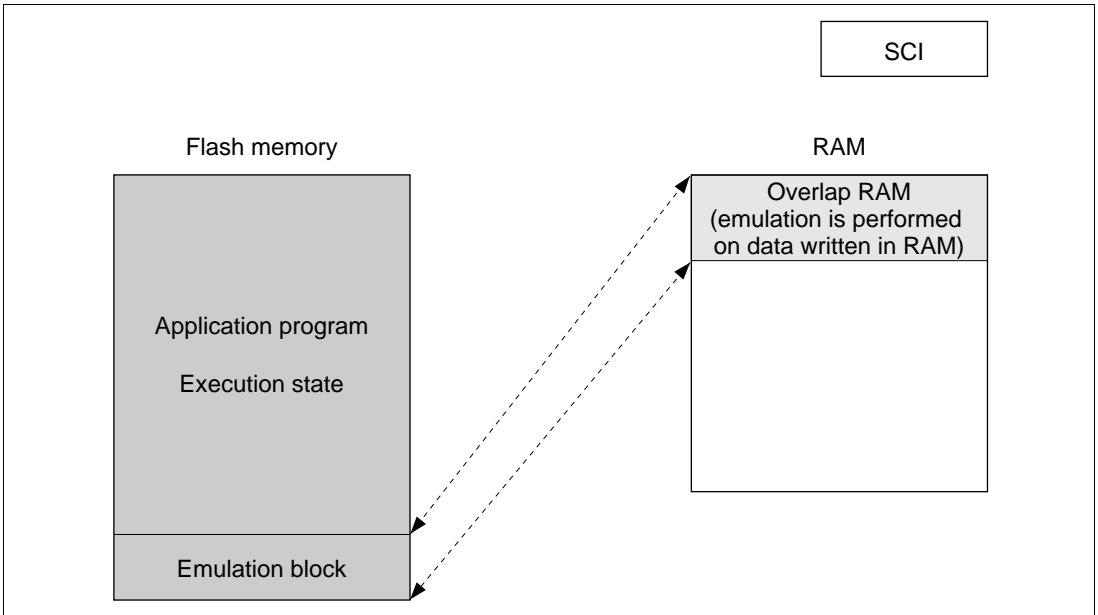 SCI
Flash memory
RAM
Overlap RAM
(emulation is performed
on data written in RAM)
Application program
Execution state
Emulation block